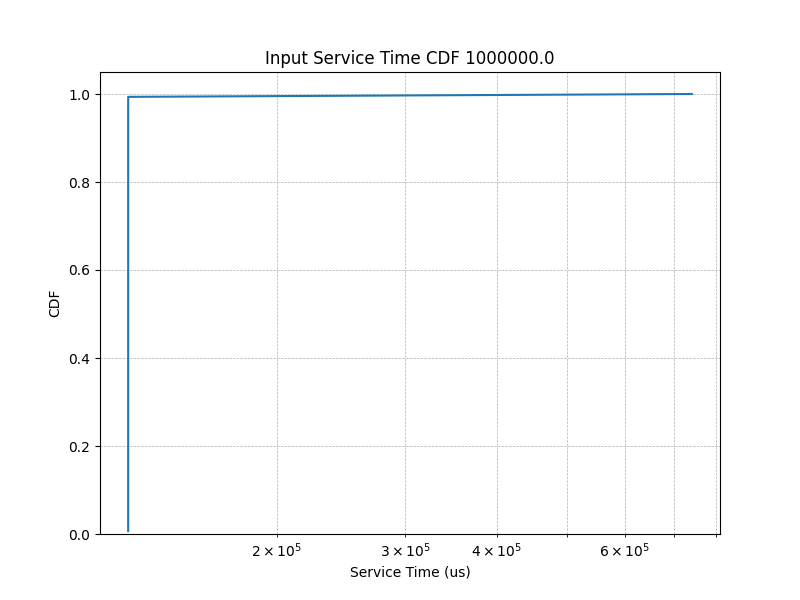 Input Service Time CDF 1000000.0
CDF
1.0
0.8
0.6
0.4
0.2
0.0
2 × 10⁵ 3 × 10⁵ 4 × 10⁵ 6 × 10⁵
Service Time (us)